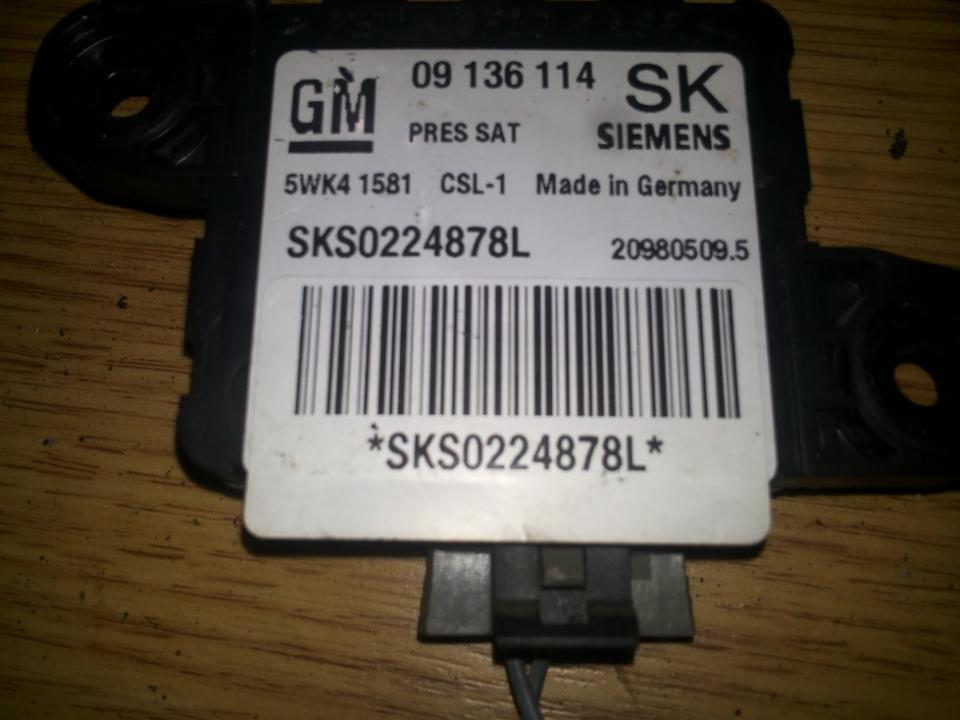 GM 09 136 114 SK
PRES SAT SIEMENS
5WK4 1581 CSL-1 Made in Germany
SKS0224878L 20980509.5
*SKS0224878L*